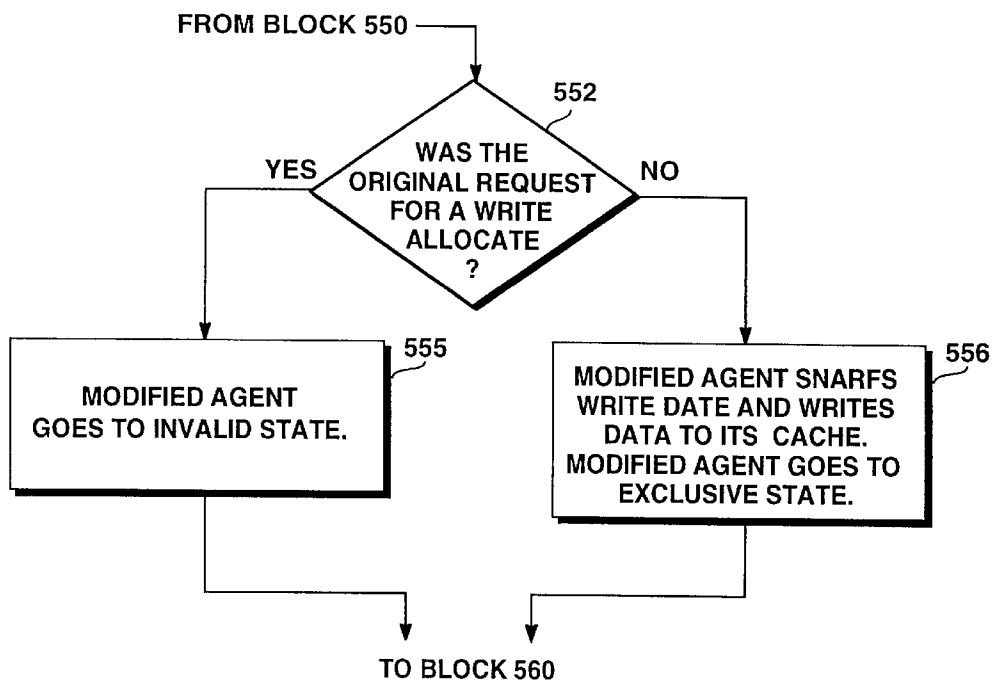 FROM BLOCK 550
552
YES
WAS THE
ORIGINAL REQUEST
FOR A WRITE
ALLOCATE
?
NO
555
MODIFIED AGENT
GOES TO INVALID STATE.
556
MODIFIED AGENT SNARFS
WRITE DATE AND WRITES
DATA TO ITS CACHE.
MODIFIED AGENT GOES TO
EXCLUSIVE STATE.
TO BLOCK 560